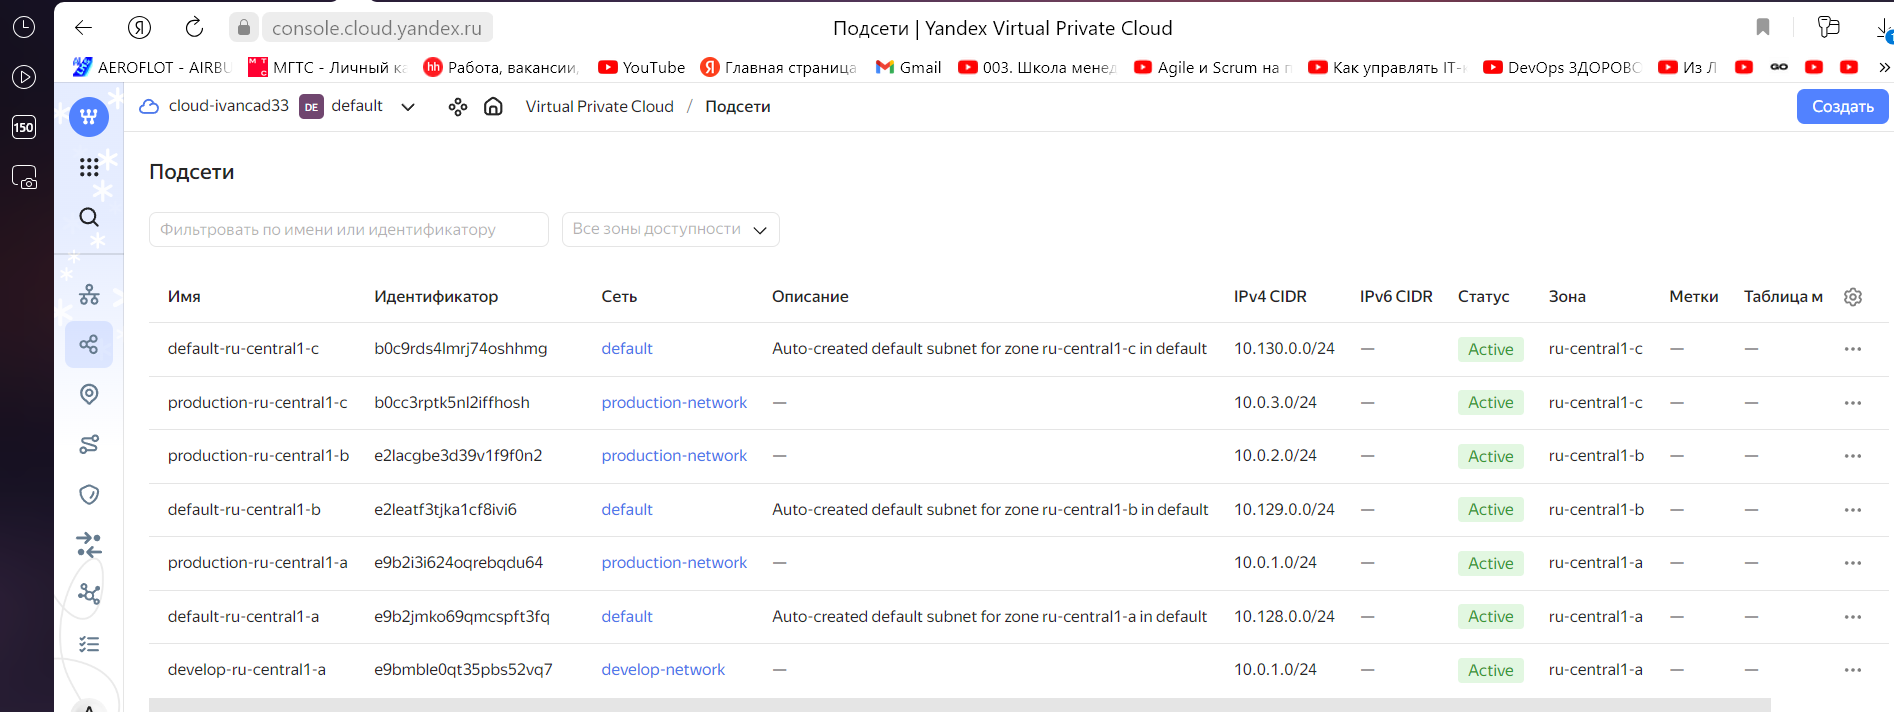 console.cloud.yandex.ru
Подсети | Yandex Virtual Private Cloud
AEROFLOT - AIRBU
МГТС - Личный ка
Работа, вакансии,
YouTube
Главная страница
Gmail
003. Школа менед
Agile и Scrum на п
Как управлять IT-к
DevOps ЗДОРОВО
Из Л
GO
150
cloud-ivancad33
DE
default
Virtual Private Cloud / Подсети
Создать
Подсети
Фильтровать по имени или идентификатору
Все зоны доступности
Имя Идентификатор Сеть Описание IPv4 CIDR IPv6 CIDR Статус Зона Метки Таблица м
default-ru-central1-c b0c9rds4lmrj74oshhmg default Auto-created default subnet for zone ru-central1-c in default 10.130.0.0/24 — Active ru-central1-c — —
production-ru-central1-c b0cc3rptk5nl2iffhosh production-network — 10.0.3.0/24 — Active ru-central1-c — —
production-ru-central1-b e2lacgbe3d39v1f9f0n2 production-network — 10.0.2.0/24 — Active ru-central1-b — —
default-ru-central1-b e2leatf3tjka1cf8ivi6 default Auto-created default subnet for zone ru-central1-b in default 10.129.0.0/24 — Active ru-central1-b — —
production-ru-central1-a e9b2i3i624oqrebqdu64 production-network — 10.0.1.0/24 — Active ru-central1-a — —
default-ru-central1-a e9b2jmko69qmcspft3fq default Auto-created default subnet for zone ru-central1-a in default 10.128.0.0/24 — Active ru-central1-a — —
develop-ru-central1-a e9bmble0qt35pbs52vq7 develop-network — 10.0.1.0/24 — Active ru-central1-a — —